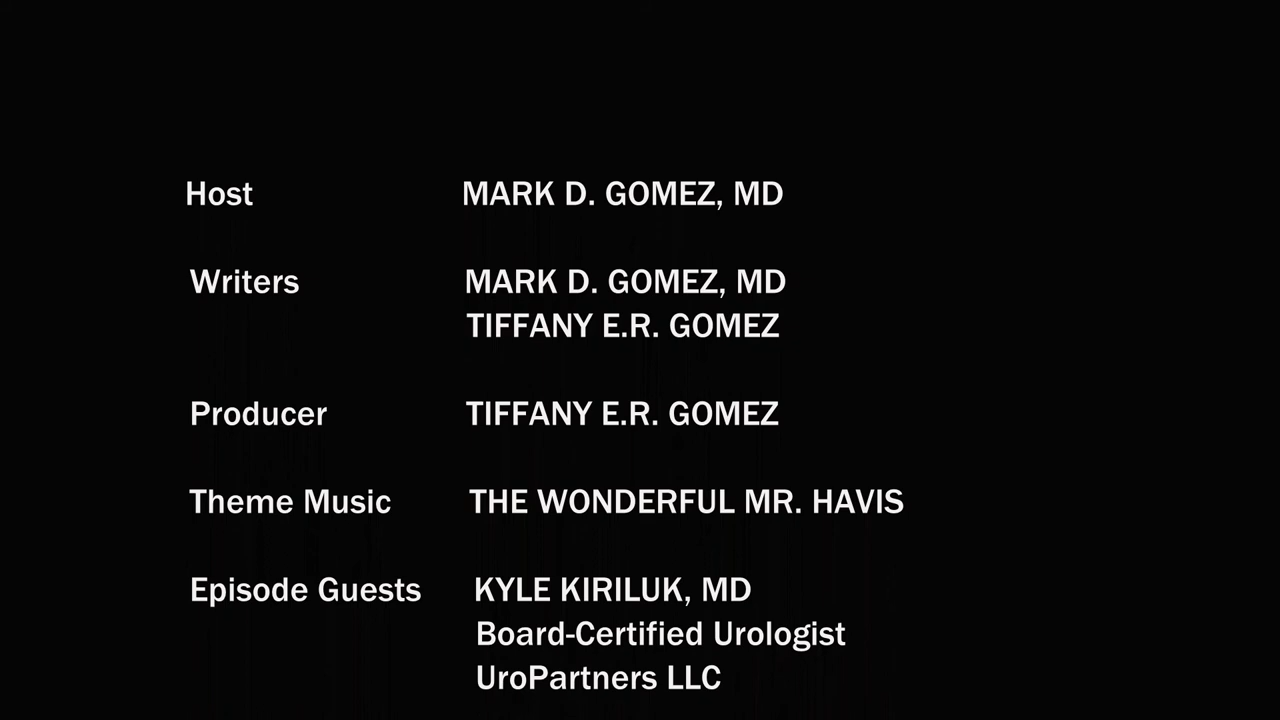 Host MARK D. GOMEZ, MD
Writers MARK D. GOMEZ, MD
TIFFANY E.R. GOMEZ
Producer TIFFANY E.R. GOMEZ
Theme Music THE WONDERFUL MR. HAVIS
Episode Guests KYLE KIRILUK, MD
Board-Certified Urologist
UroPartners LLC